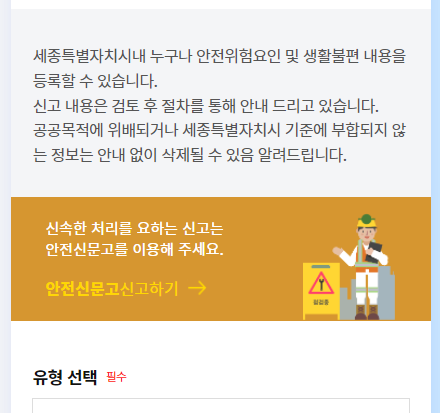 세종특별자치시내 누구나 안전위험요인 및 생활불편 내용을
등록할 수 있습니다.
신고 내용은 검토 후 절차를 통해 안내 드리고 있습니다.
공공목적에 위배되거나 세종특별자치시 기준에 부합되지 않
는 정보는 안내 없이 삭제될 수 있음 알려드립니다.
신속한 처리를 요하는 신고는
안전신문고를 이용해 주세요.
안전신문고신고하기 →
점검중
유형 선택 필수